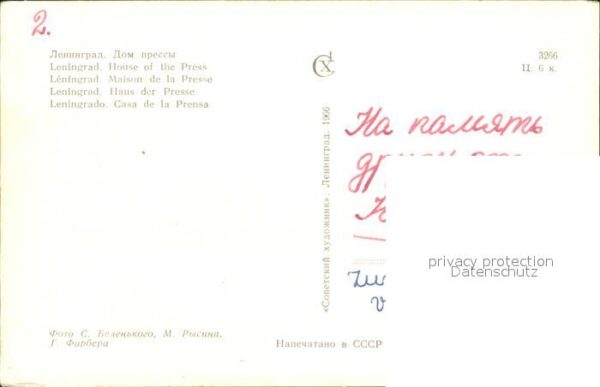 2.
Ленинград. Дом прессы
Leningrad. House of the Press
Léningrad. Maison de la Presse
Leningrad. Haus der Presse
Leningrado. Casa de la Prensa
3266
Ц. 6 к.
«Советский художник». Ленинград. 1966
На память
privacy protection
Datenschutz
Фото С. Беленького, М. Рысина,
Г. Фарбера
Напечатано в СССР